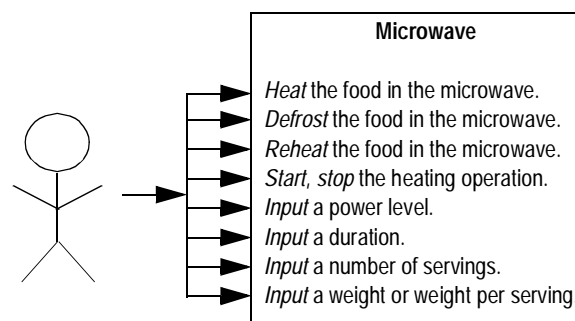 Microwave
Heat the food in the microwave.
Defrost the food in the microwave.
Reheat the food in the microwave.
Start, stop the heating operation.
Input a power level.
Input a duration.
Input a number of servings.
Input a weight or weight per serving